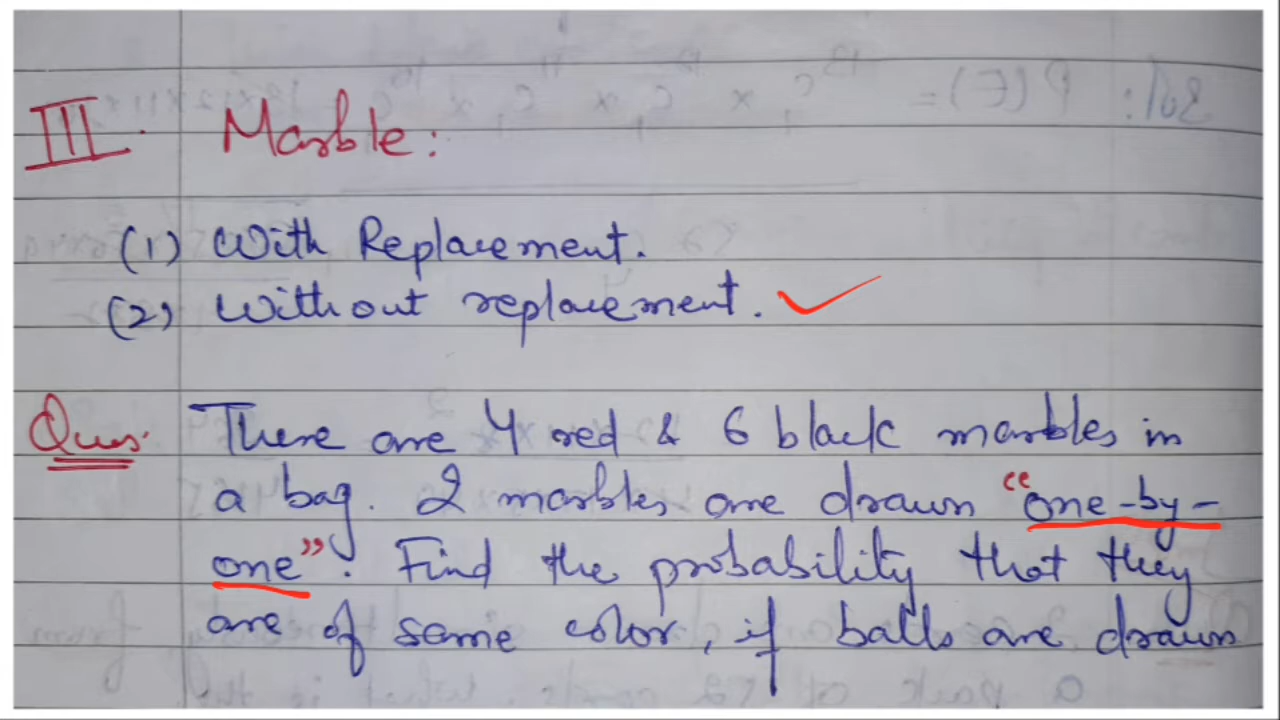 III. Marble:
(1) With Replacement.
(2) Without replacement.
Ques. There are 4 red & 6 black marbles in
a bag. 2 marbles are drawn "one-by-
one". Find the probability that they
are of same color, if balls are drawn